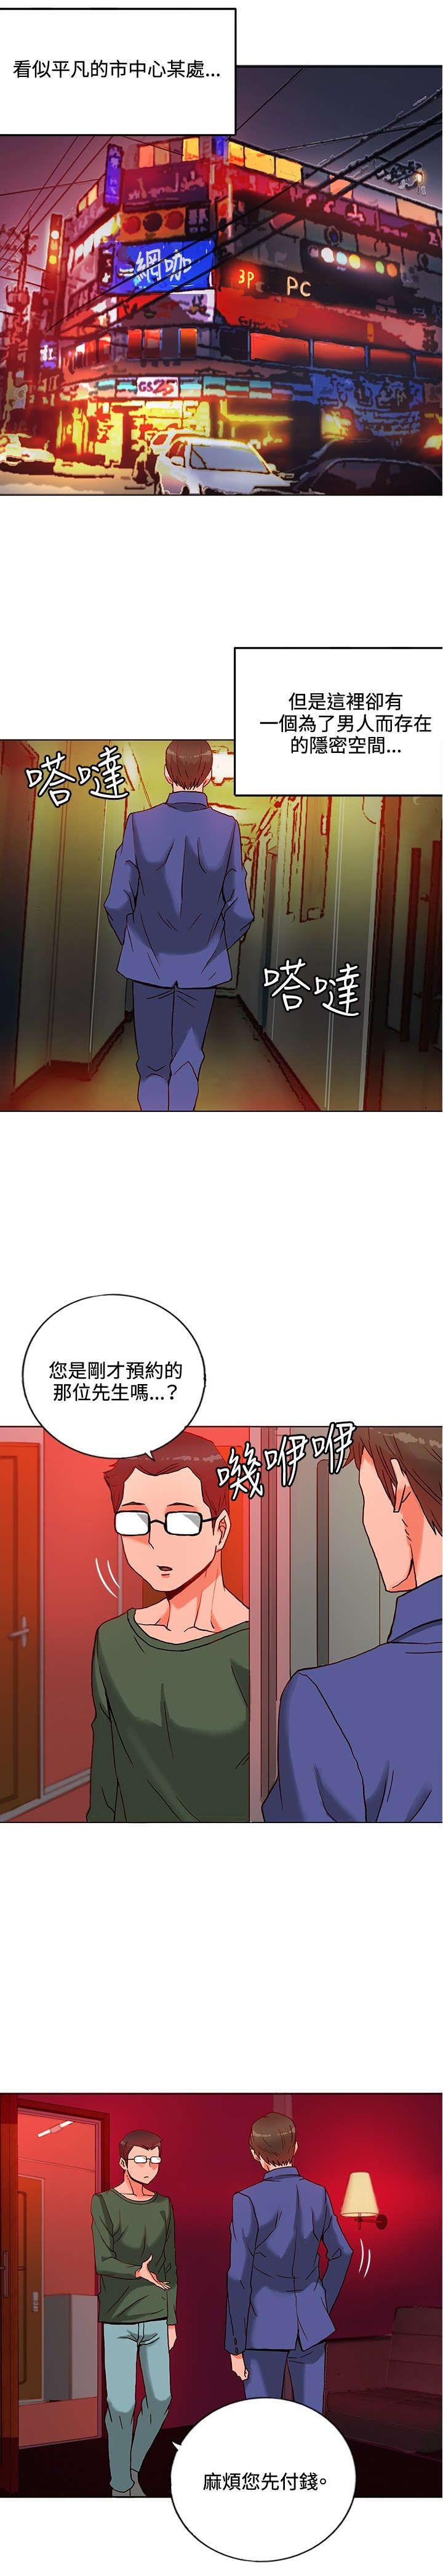 看似平凡的市中心某處...
網咖
3P
PC
GS25
但是這裡卻有
一個為了男人而存在
的隱密空間...
嗒噠
嗒噠
您是剛才預約的
那位先生嗎...?
嘰咿咿
麻煩您先付錢。